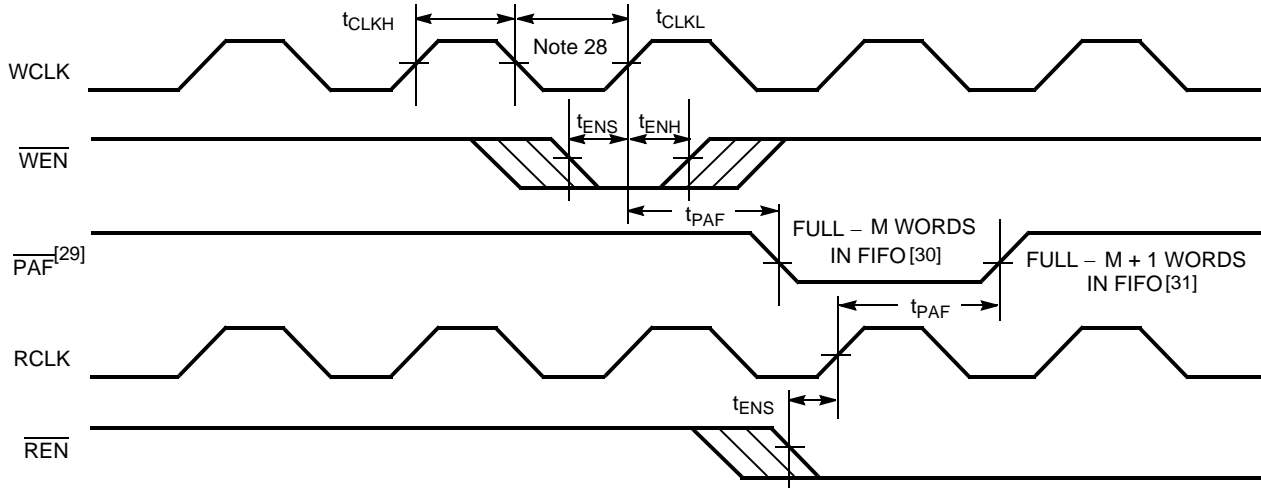 tCLKH
tCLKL
Note 28
WCLK
tENS
tENH
WEN
tPAF
FULL – M WORDS
IN FIFO[30]
PAF[29]
FULL – M + 1 WORDS
IN FIFO[31]
tPAF
RCLK
tENS
REN